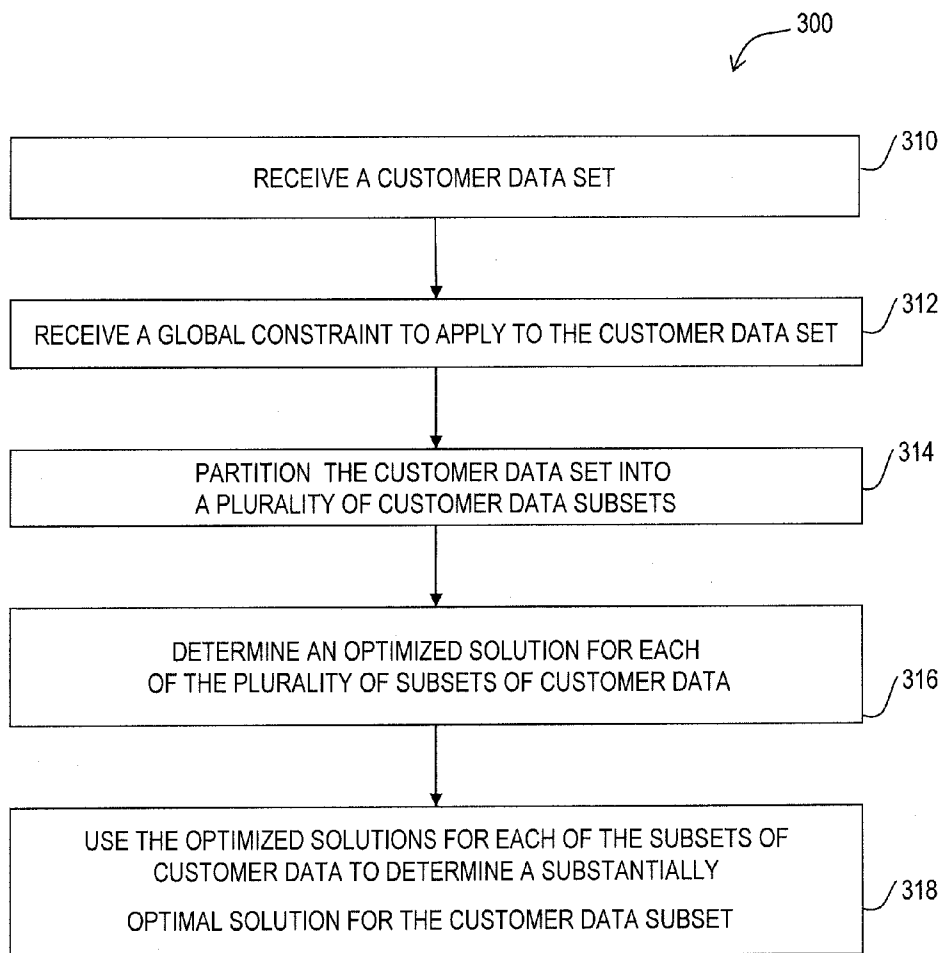 300
310
RECEIVE A CUSTOMER DATA SET
312
RECEIVE A GLOBAL CONSTRAINT TO APPLY TO THE CUSTOMER DATA SET
314
PARTITION THE CUSTOMER DATA SET INTO
A PLURALITY OF CUSTOMER DATA SUBSETS
DETERMINE AN OPTIMIZED SOLUTION FOR EACH
OF THE PLURALITY OF SUBSETS OF CUSTOMER DATA
316
USE THE OPTIMIZED SOLUTIONS FOR EACH OF THE SUBSETS OF
CUSTOMER DATA TO DETERMINE A SUBSTANTIALLY
OPTIMAL SOLUTION FOR THE CUSTOMER DATA SUBSET
318